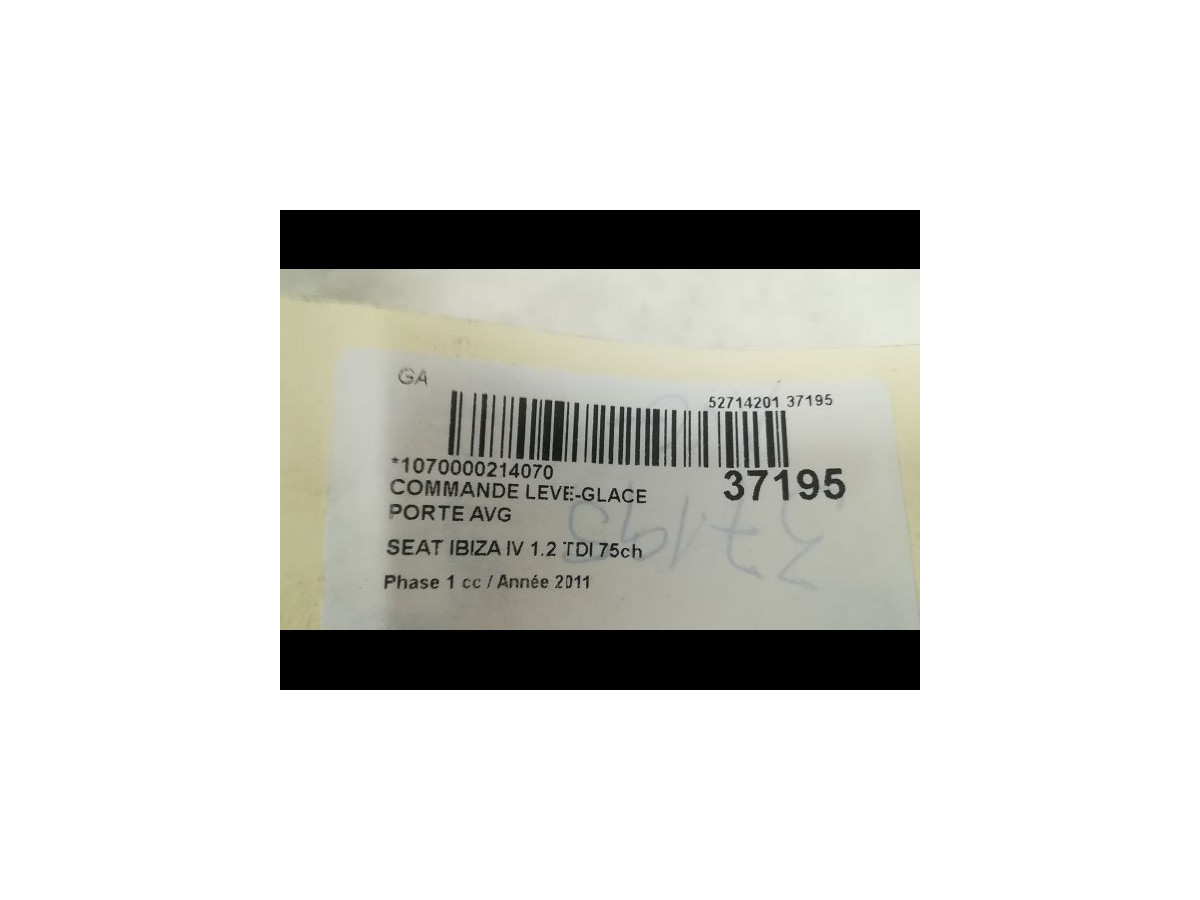 GA
52714201 37195
*1070000214070
37195
COMMANDE LEVE-GLACE
PORTE AVG
SEAT IBIZA IV 1.2 TDI 75ch
Phase 1 cc / Année 2011
37195